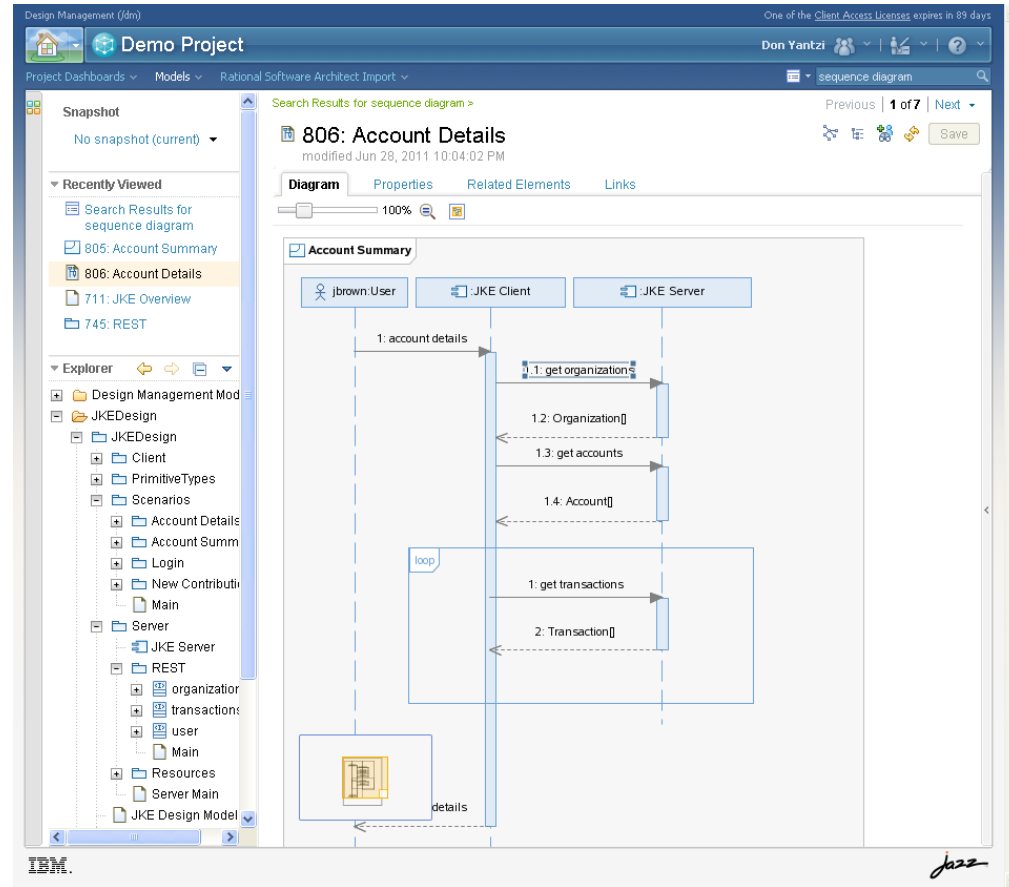 Design Management (/dm)
One of the Client Access Licenses expires in 89 days
Demo Project
Don Yantzi
Project Dashboards
Models
Rational Software Architect Import
sequence diagram
Snapshot
No snapshot (current)
Recently Viewed
Search Results for
sequence diagram
805: Account Summary
806: Account Details
711: JKE Overview
745: REST
Explorer
Design Management Mod
JKEDesign
JKEDesign
Client
PrimitiveTypes
Scenarios
Account Details
Account Summ
Login
New Contributi
Main
Server
JKE Server
REST
organization
transactions
user
Main
Resources
Server Main
JKE Design Model
Search Results for sequence diagram >
Previous | 1 of 7 | Next
806: Account Details
modified Jun 28, 2011 10:04:02 PM
Save
Diagram
Properties
Related Elements
Links
100%
Account Summary
jbrown:User
:JKE Client
:JKE Server
1: account details
1.1: get organizations
1.2: Organization[]
1.3: get accounts
1.4: Account[]
loop
1: get transactions
2: Transaction[]
details
IBM.
jazz